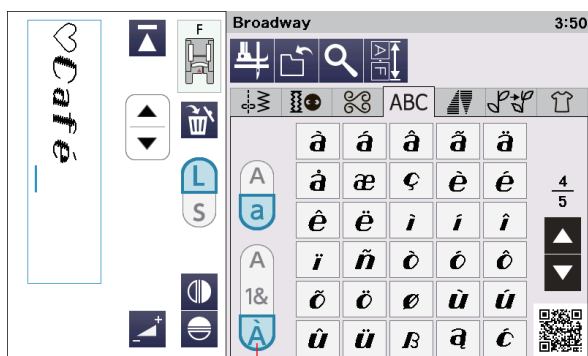 F
♡Café
L
S
Broadway
3:50
A
F
ABC
A
a
A
1&
À
à á â ã ä
å æ ç è é
ê ë ì í î
ï ñ ò ó ô
õ ö ø ù ú
û ü ß ą ć
4
5